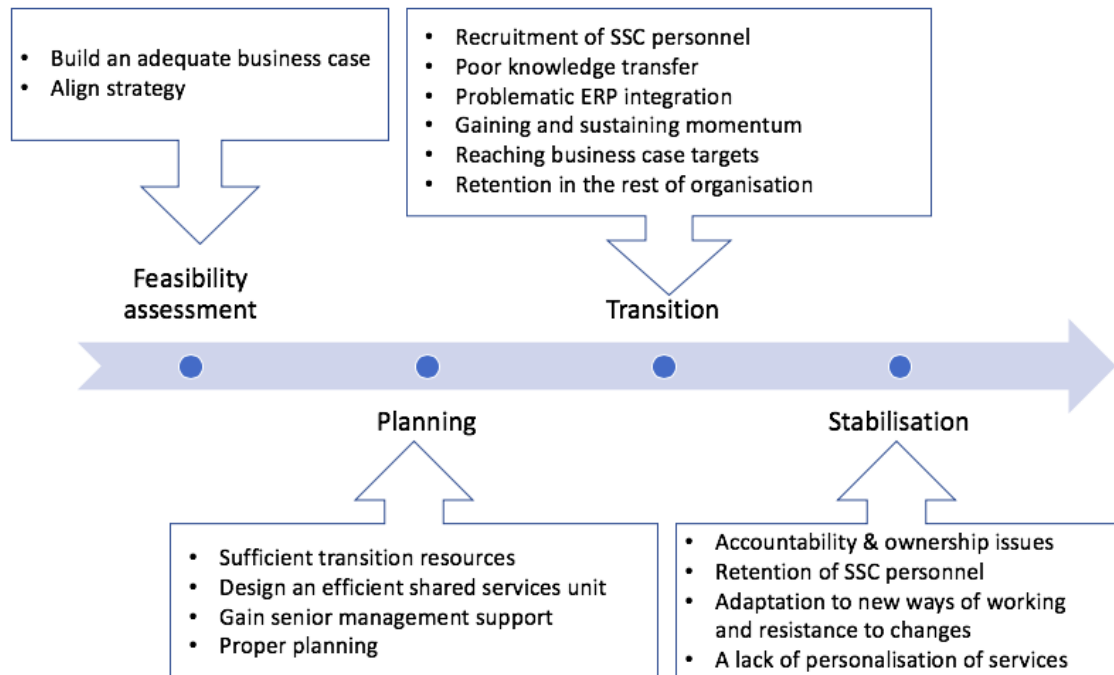 • Build an adequate business case
• Align strategy
• Recruitment of SSC personnel
• Poor knowledge transfer
• Problematic ERP integration
• Gaining and sustaining momentum
• Reaching business case targets
• Retention in the rest of organisation
Feasibility
assessment
Transition
Planning
Stabilisation
• Sufficient transition resources
• Design an efficient shared services unit
• Gain senior management support
• Proper planning
• Accountability & ownership issues
• Retention of SSC personnel
• Adaptation to new ways of working
and resistance to changes
• A lack of personalisation of services